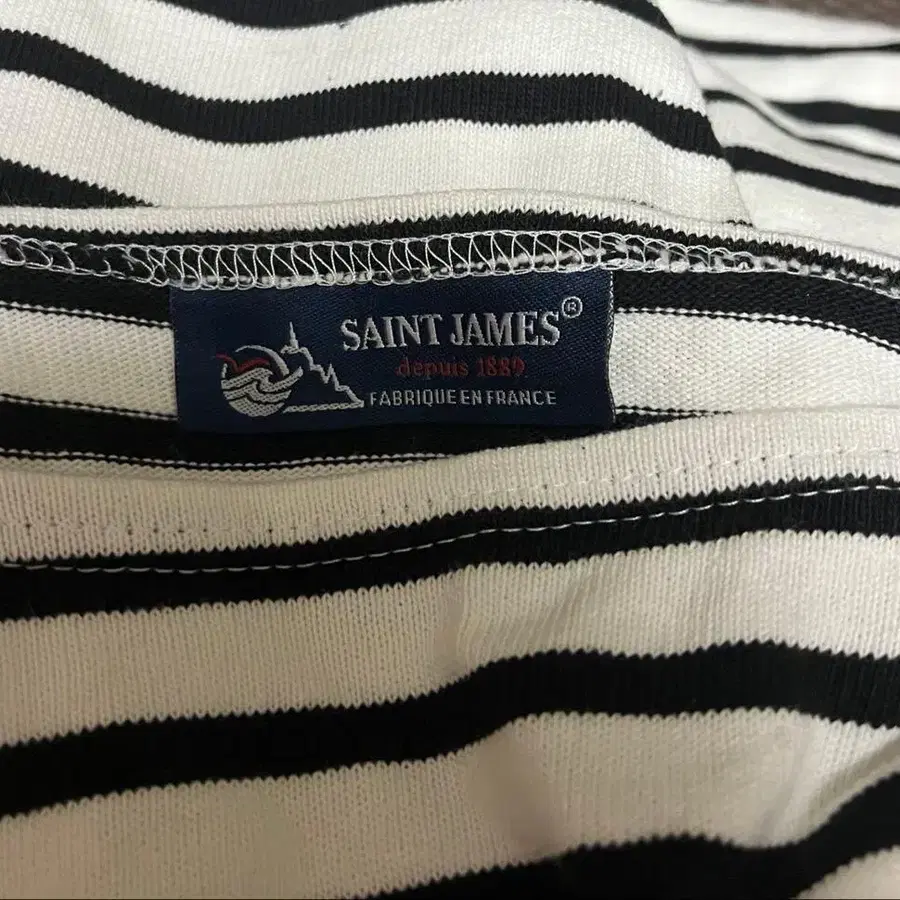 SAINT JAMES®
depuis 1889
FABRIQUE EN FRANCE